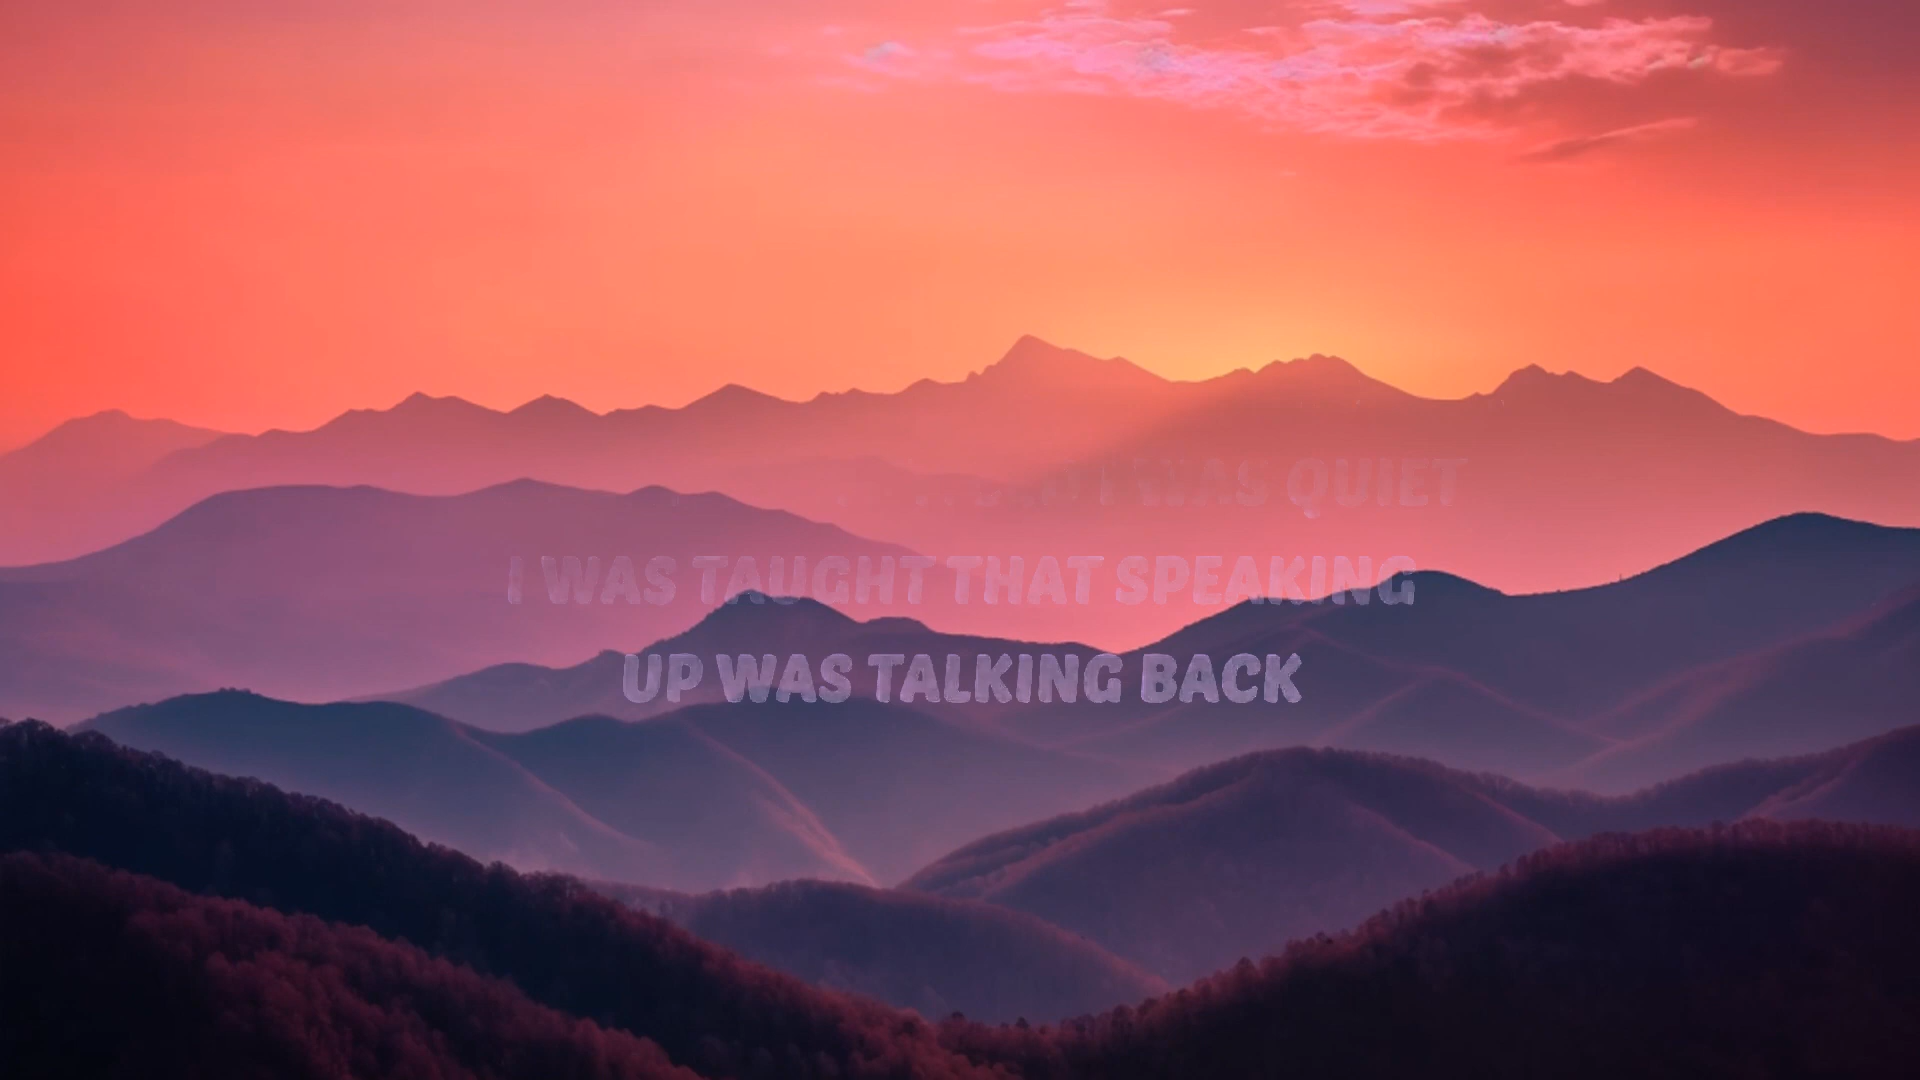 I WAS QUIET
I WAS TAUGHT THAT SPEAKING
UP WAS TALKING BACK